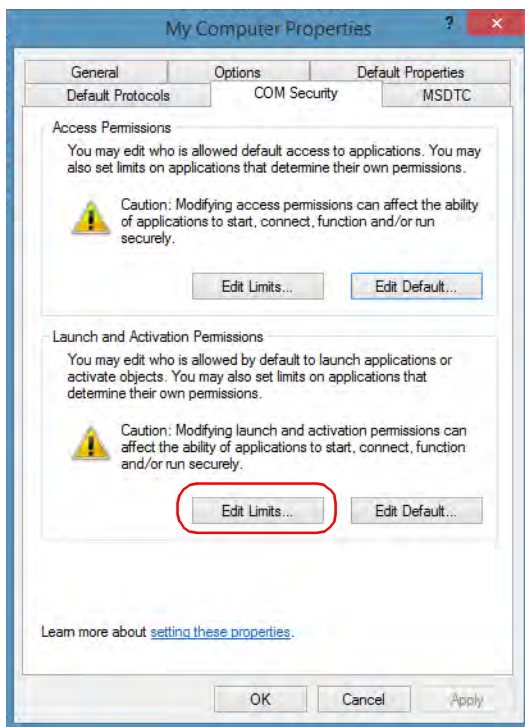 My Computer Properties
?
×
General Options Default Properties
Default Protocols COM Security MSDTC
Access Permissions
You may edit who is allowed default access to applications. You may
also set limits on applications that determine their own permissions.
Caution: Modifying access permissions can affect the ability
of applications to start, connect, function and/or run
securely.
Edit Limits... Edit Default...
Launch and Activation Permissions
You may edit who is allowed by default to launch applications or
activate objects. You may also set limits on applications that
determine their own permissions.
Caution: Modifying launch and activation permissions can
affect the ability of applications to start, connect, function
and/or run securely.
Edit Limits... Edit Default...
Learn more about setting these properties.
OK Cancel Apply